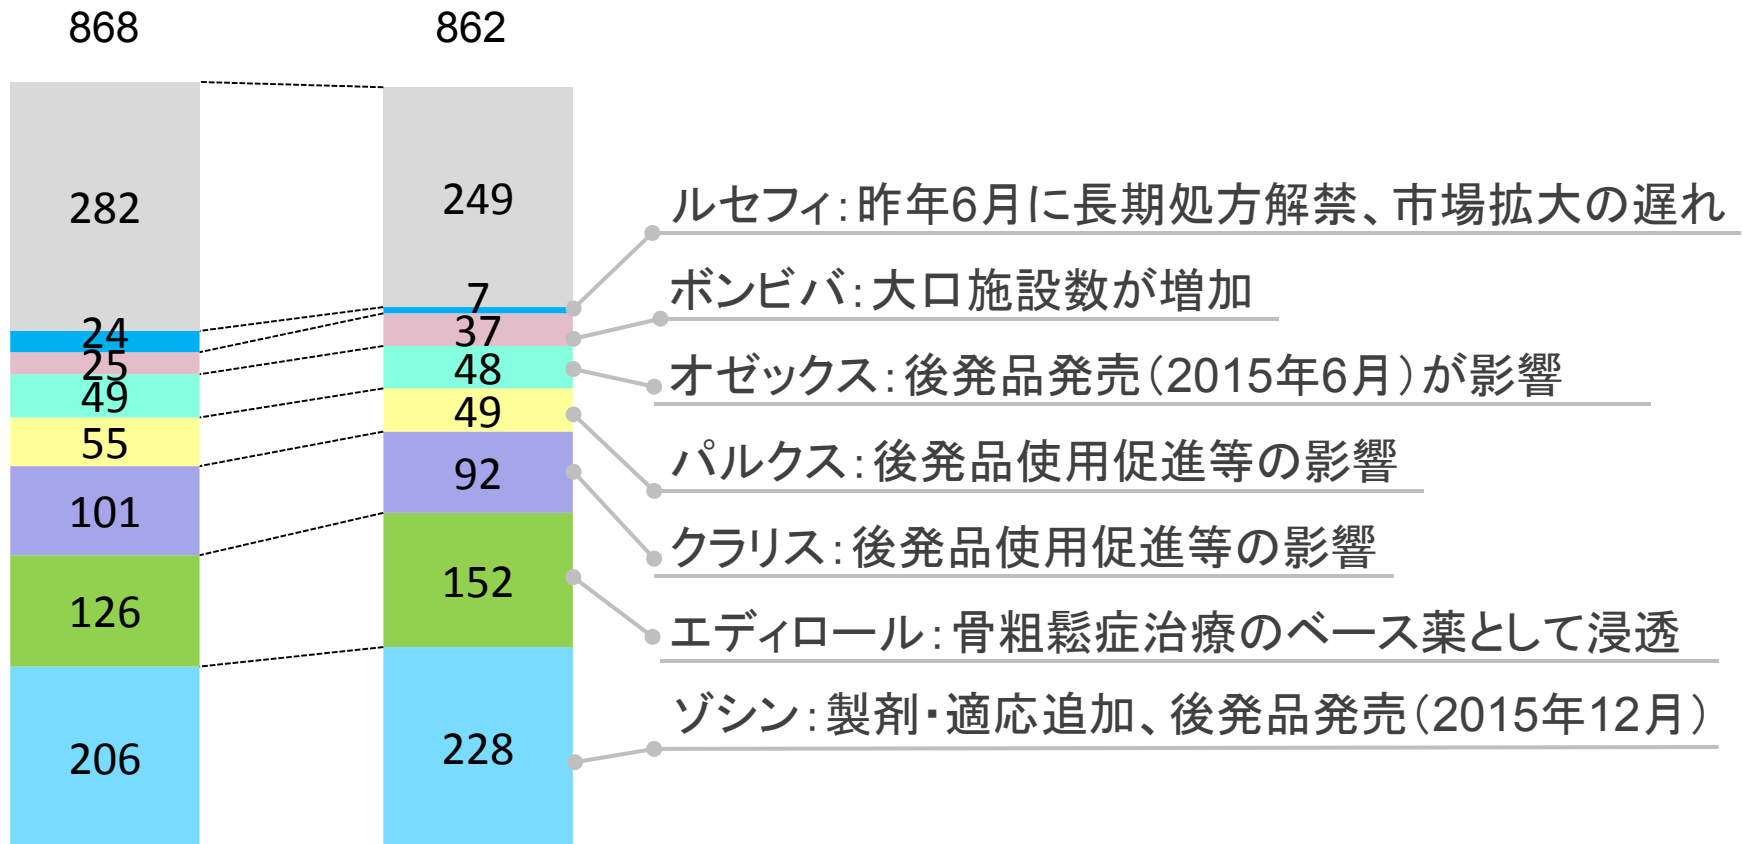 868
862
282
24
25
49
55
101
126
206
249
7
37
48
49
92
152
228
ルセフィ：昨年6月に長期処方解禁、市場拡大の遅れ
ボンビバ：大口施設数が増加
オゼックス：後発品発売（2015年6月）が影響
パルクス：後発品使用促進等の影響
クラリス：後発品使用促進等の影響
エディロール：骨粗鬆症治療のベース薬として浸透
ゾシン：製剤・適応追加、後発品発売（2015年12月）